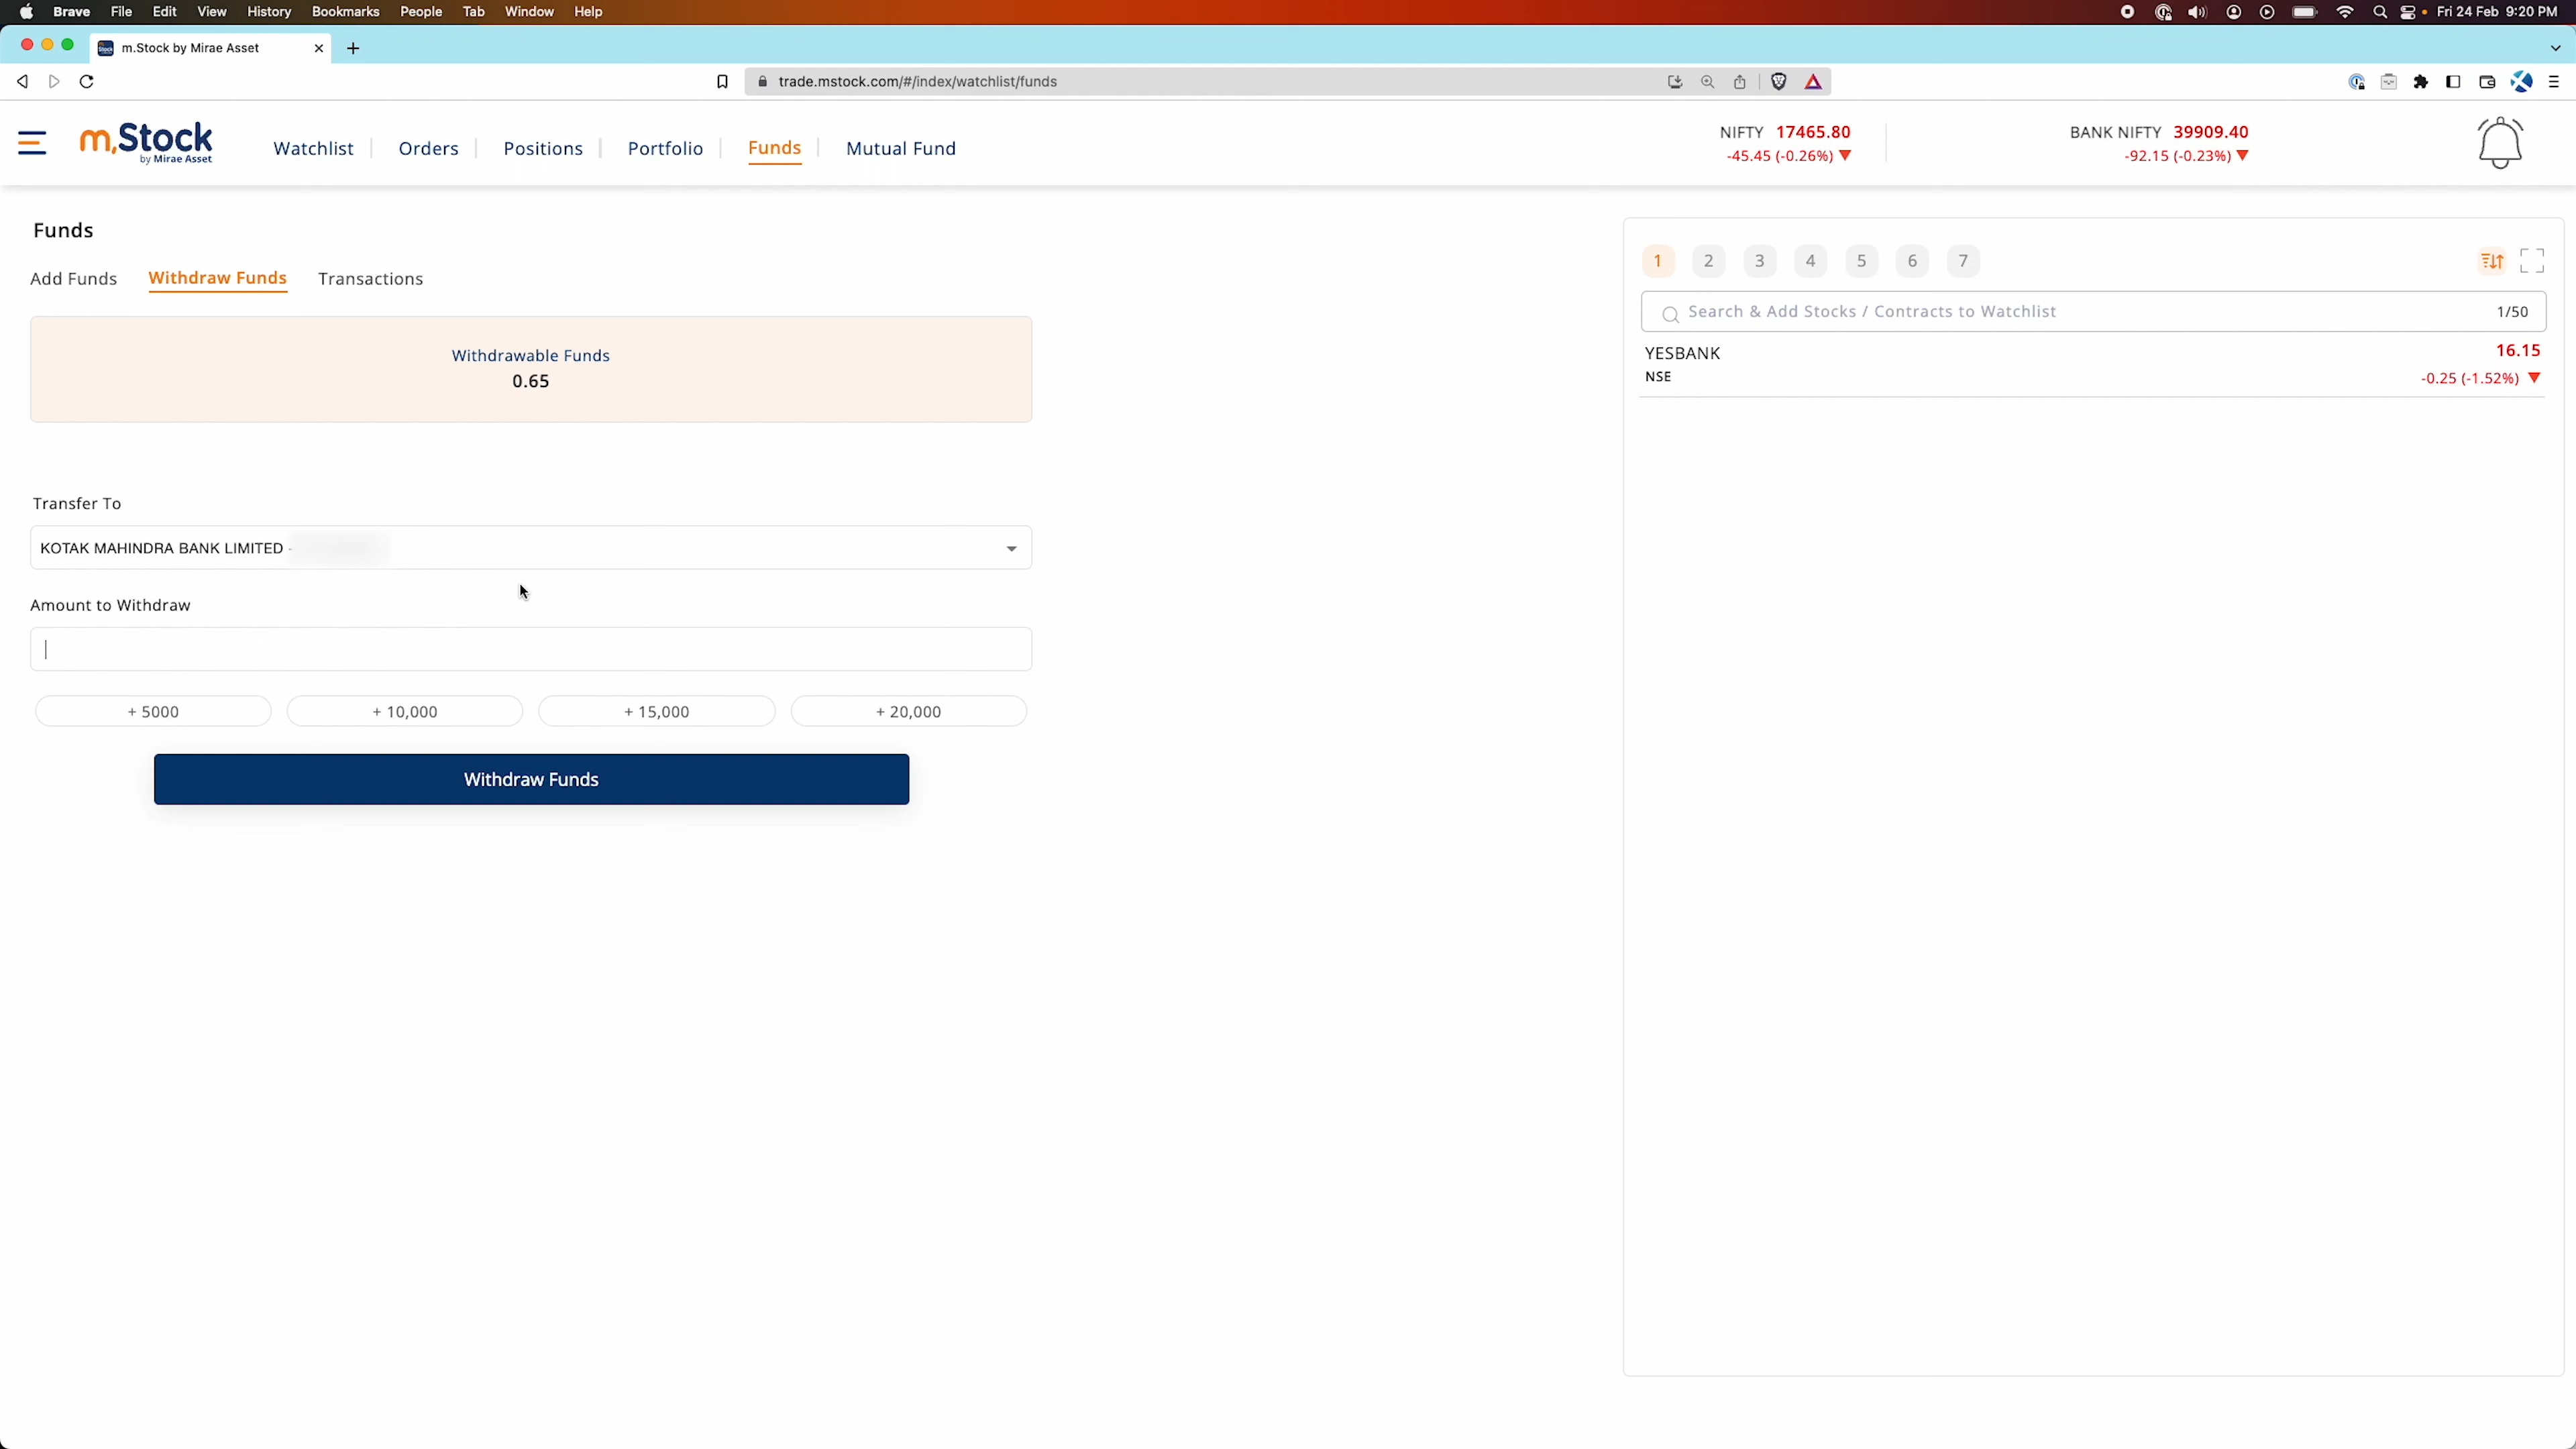 Brave File Edit View History Bookmarks People Tab Window Help
Fri 24 Feb 9:20 PM
m.Stock by Mirae Asset
trade.mstock.com/#/index/watchlist/funds
m.Stock
by Mirae Asset
Watchlist Orders Positions Portfolio Funds Mutual Fund
NIFTY 17465.80
-45.45 (-0.26%)
BANK NIFTY 39909.40
-92.15 (-0.23%)
Funds
Add Funds Withdraw Funds Transactions
Withdrawable Funds
0.65
Transfer To
KOTAK MAHINDRA BANK LIMITED -
Amount to Withdraw
+ 5000 + 10,000 + 15,000 + 20,000
Withdraw Funds
1 2 3 4 5 6 7
Search & Add Stocks / Contracts to Watchlist 1/50
YESBANK 16.15
NSE -0.25 (-1.52%)